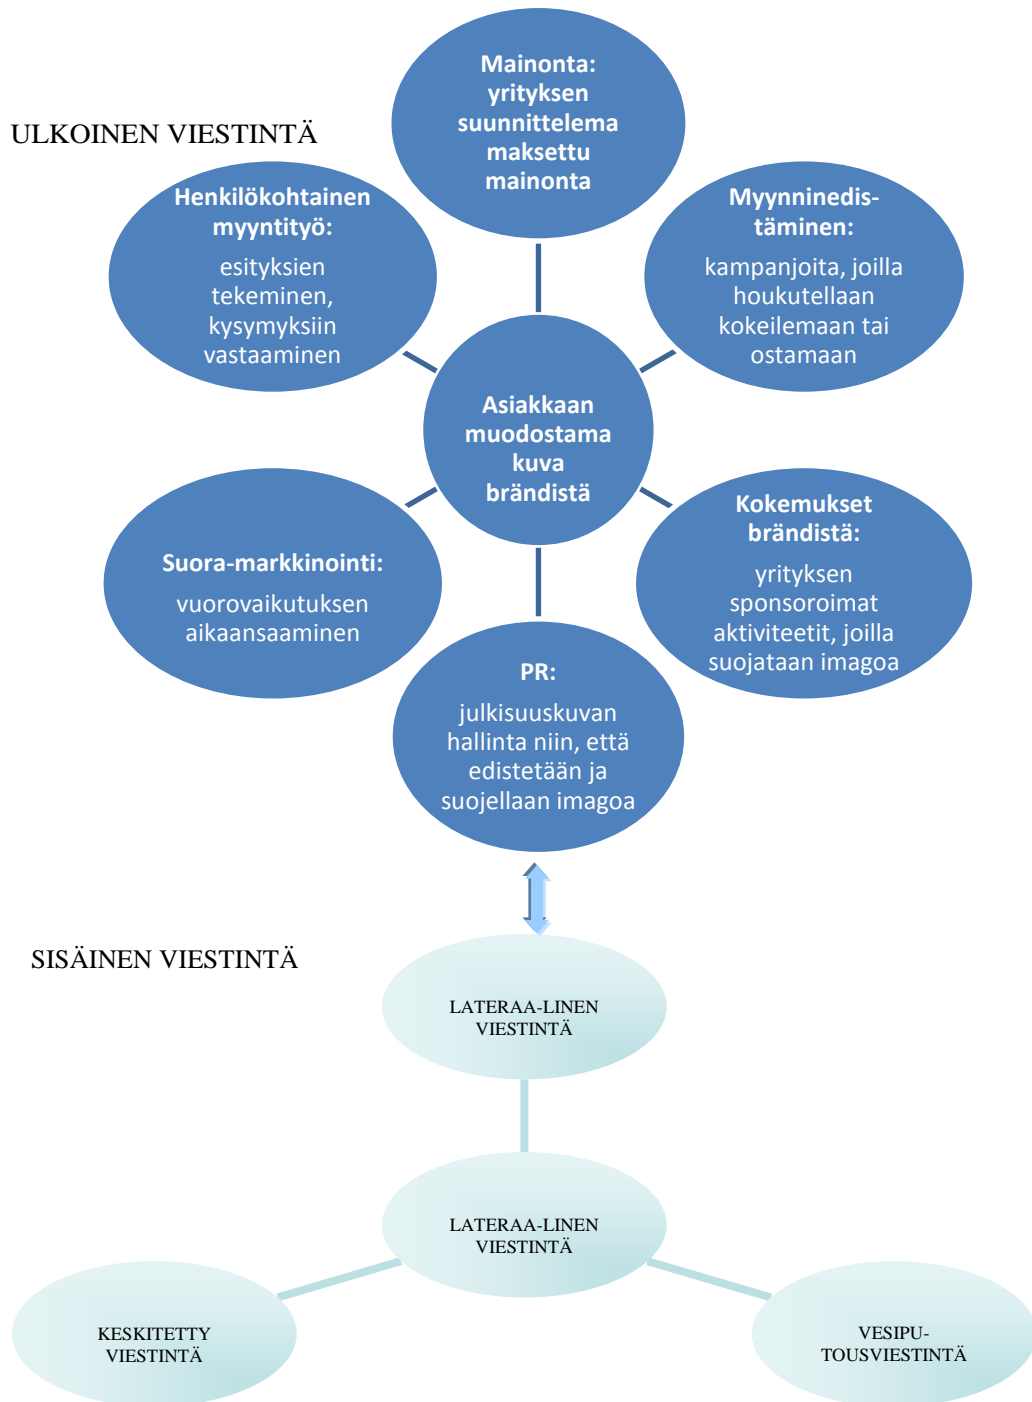 ULKOINEN VIESTINTÄ
Mainonta:
yrityksen
suunnittelema
maksettu
mainonta
Henkilökohtainen
myyntityö:
esityksien
tekeminen,
kysymyksiin
vastaaminen
Myynninedis-
täminen:
kampanjoita, joilla
houkutellaan
kokeilemaan tai
ostamaan
Asiakkaan
muodostama
kuva
brändistä
Suora-markkinointi:
vuorovaikutuksen
aikaansaaminen
Kokemukset
brändistä:
yrityksen
sponsoroimat
aktiviteetit, joilla
suojataan imagoa
PR:
julkisuuskuvan
hallinta niin, että
edistetään ja
suojellaan imagoa
SISÄINEN VIESTINTÄ
LATERAA-LINEN
VIESTINTÄ
LATERAA-LINEN
VIESTINTÄ
KESKITETTY
VIESTINTÄ
VESIPU-
TOUSVIESTINTÄ